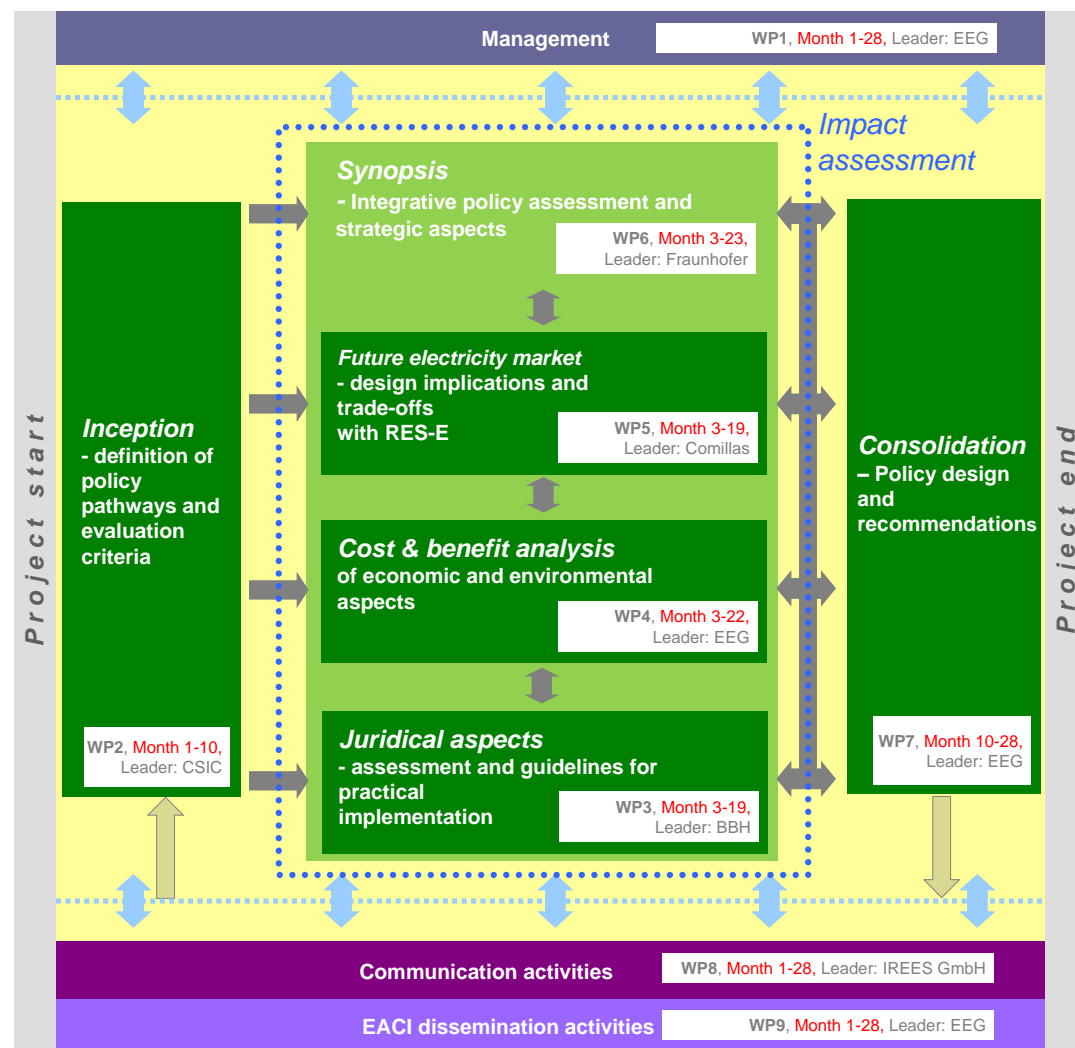 Management
WP1, Month 1-28, Leader: EEG
Impact
assessment
Project start
Inception
- definition of
policy
pathways and
evaluation
criteria
WP2, Month 1-10,
Leader: CSIC
Synopsis
- Integrative policy assessment and
strategic aspects
WP6, Month 3-23,
Leader: Fraunhofer
Future electricity market
- design implications and
trade-offs
with RES-E
WP5, Month 3-19,
Leader: Comillas
Cost & benefit analysis
of economic and environmental
aspects
WP4, Month 3-22,
Leader: EEG
Juridical aspects
- assessment and guidelines for
practical
implementation
WP3, Month 3-19,
Leader: BBH
Consolidation
– Policy design
and
recommendations
WP7, Month 10-28,
Leader: EEG
Project end
Communication activities
WP8, Month 1-28, Leader: IREES GmbH
EACI dissemination activities
WP9, Month 1-28, Leader: EEG